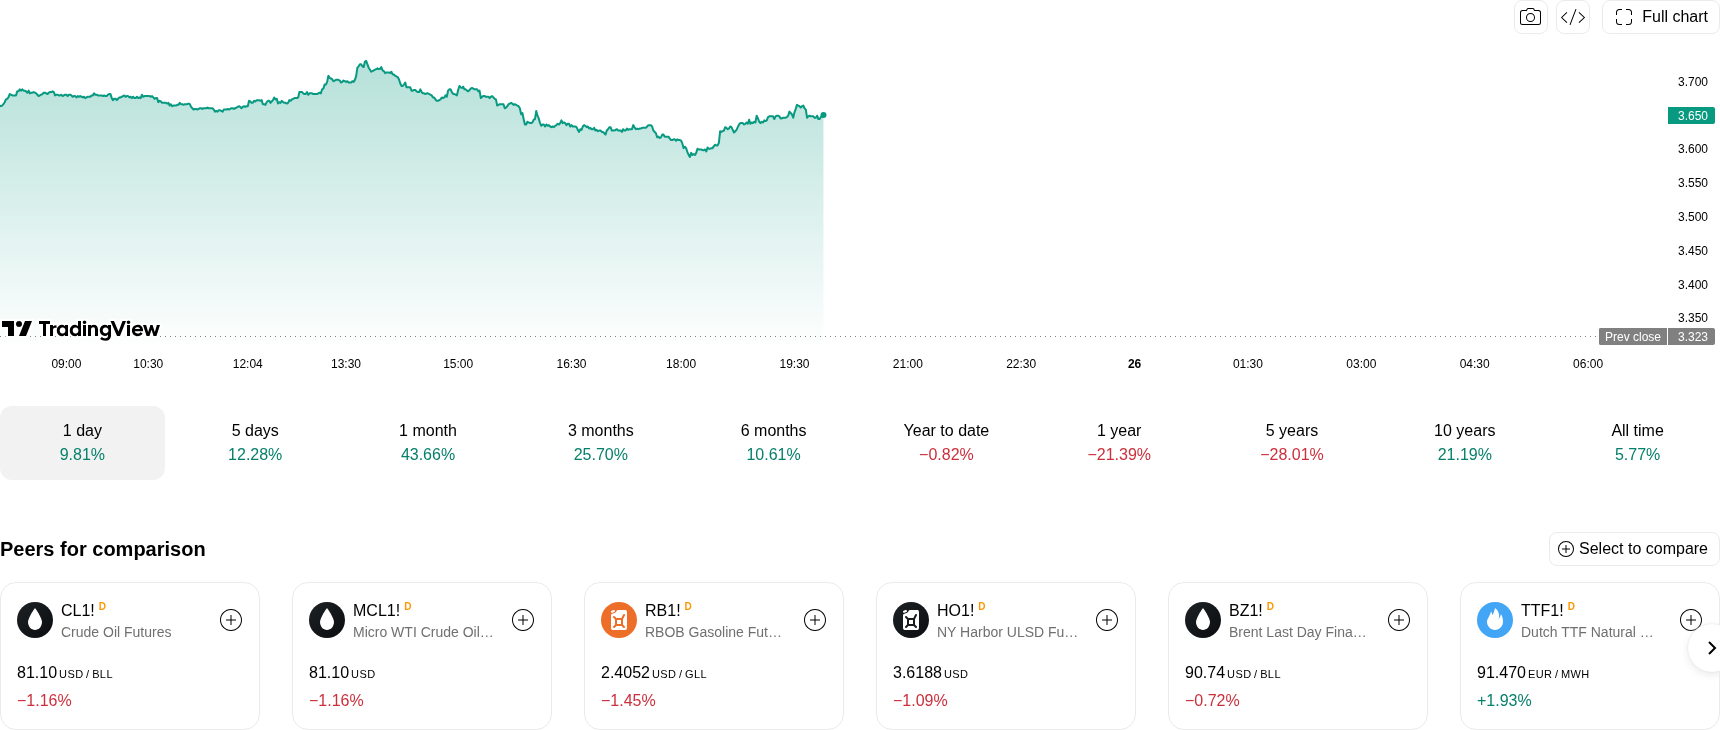 Full chart
3.700
3.650
3.600
3.550
3.500
3.450
3.400
3.350
TradingView
Prev close 3.323
09:00 10:30 12:04 13:30 15:00 16:30 18:00 19:30 21:00 22:30 26 01:30 03:00 04:30 06:00
1 day 5 days 1 month 3 months 6 months Year to date 1 year 5 years 10 years All time
9.81% 12.28% 43.66% 25.70% 10.61% −0.82% −21.39% −28.01% 21.19% 5.77%
Peers for comparison
Select to compare
CL1! D
Crude Oil Futures
81.10 USD / BLL
−1.16%
MCL1! D
Micro WTI Crude Oil…
81.10 USD
−1.16%
RB1! D
RBOB Gasoline Fut…
2.4052 USD / GLL
−1.45%
HO1! D
NY Harbor ULSD Fu…
3.6188 USD
−1.09%
BZ1! D
Brent Last Day Fina…
90.74 USD / BLL
−0.72%
TTF1! D
Dutch TTF Natural …
91.470 EUR / MWH
+1.93%